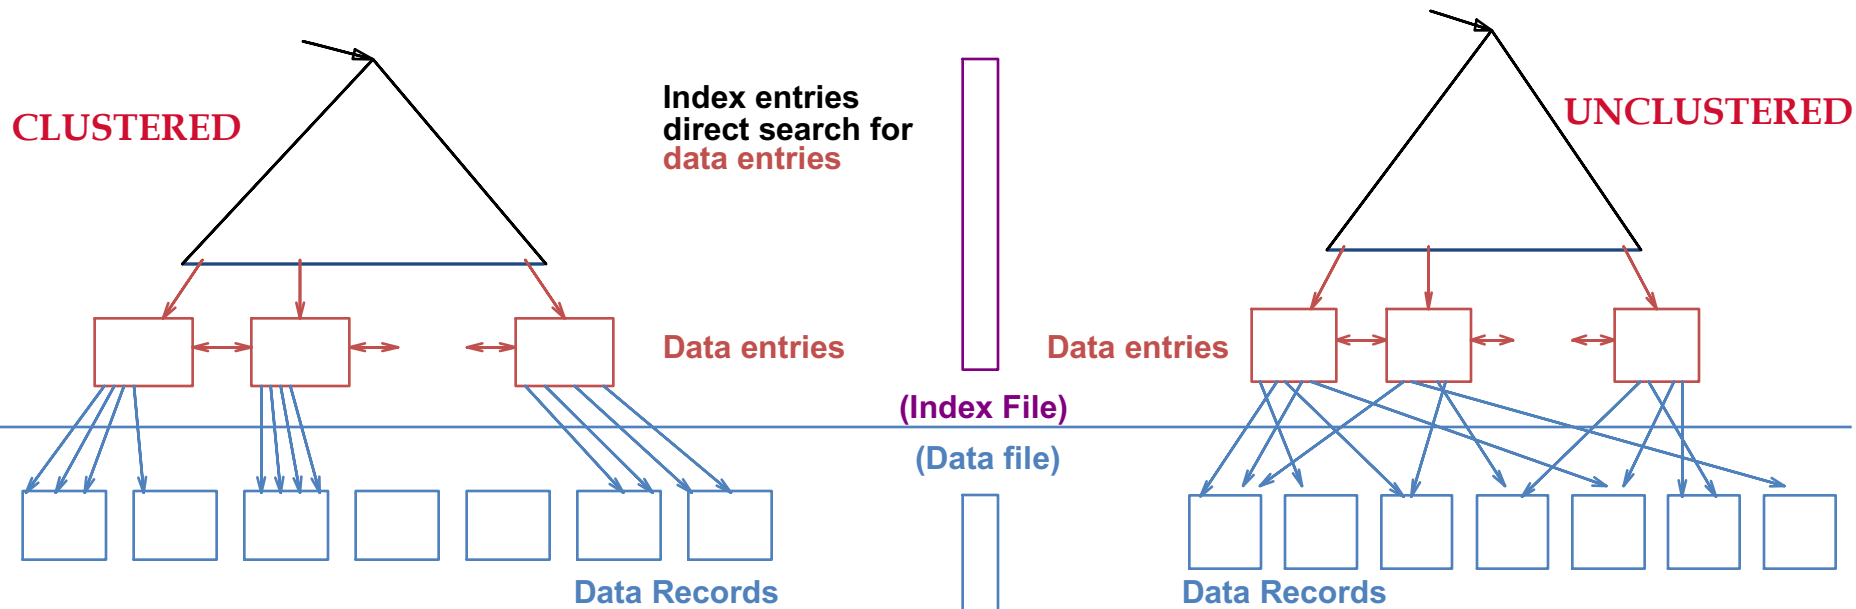 CLUSTERED
Index entries
direct search for
data entries
UNCLUSTERED
Data entries
Data entries
(Index File)
(Data file)
Data Records
Data Records